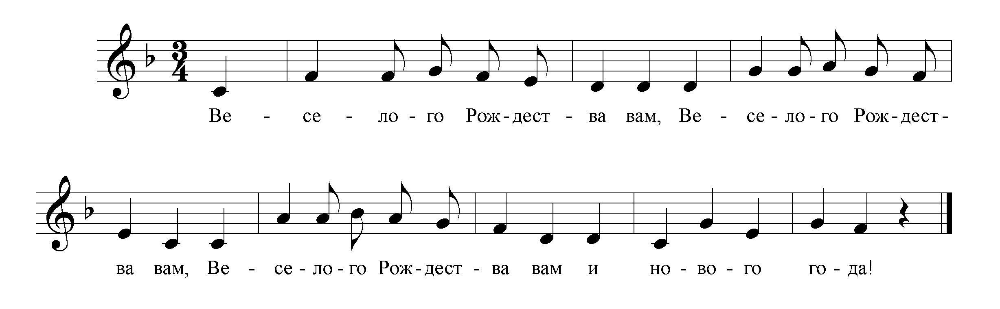 Ве - се - ло - го Рож - дест - ва вам, Ве - се - ло - го Рож - дест -
ва вам, Ве - се - ло - го Рож - дест - ва вам и но - во - го го - да!